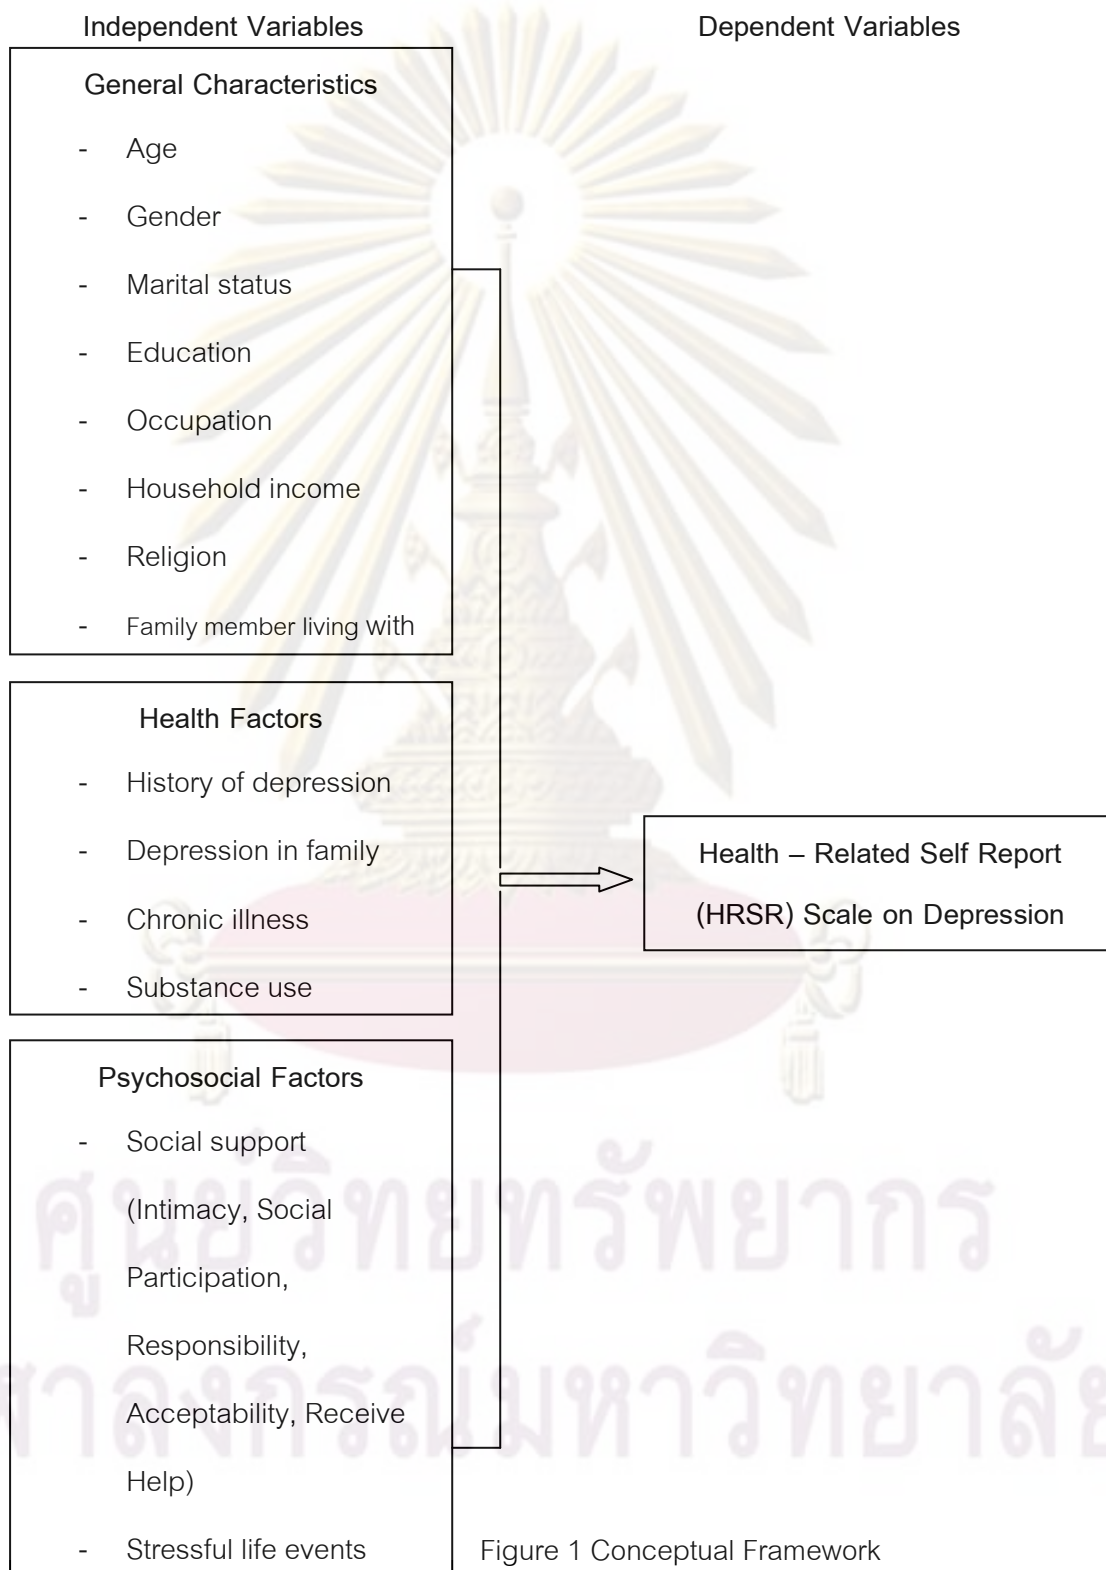 Independent Variables
Dependent Variables
General Characteristics
- Age
- Gender
- Marital status
- Education
- Occupation
- Household income
- Religion
- Family member living with
Health Factors
- History of depression
- Depression in family
- Chronic illness
- Substance use
Health – Related Self Report
(HRSR) Scale on Depression
Psychosocial Factors
- Social support
(Intimacy, Social
Participation,
Responsibility,
Acceptability, Receive
Help)
- Stressful life events
Figure 1 Conceptual Framework
ศูนย์วิทยทรัพยากร
จุฬาลงกรณ์มหาวิทยาลัย